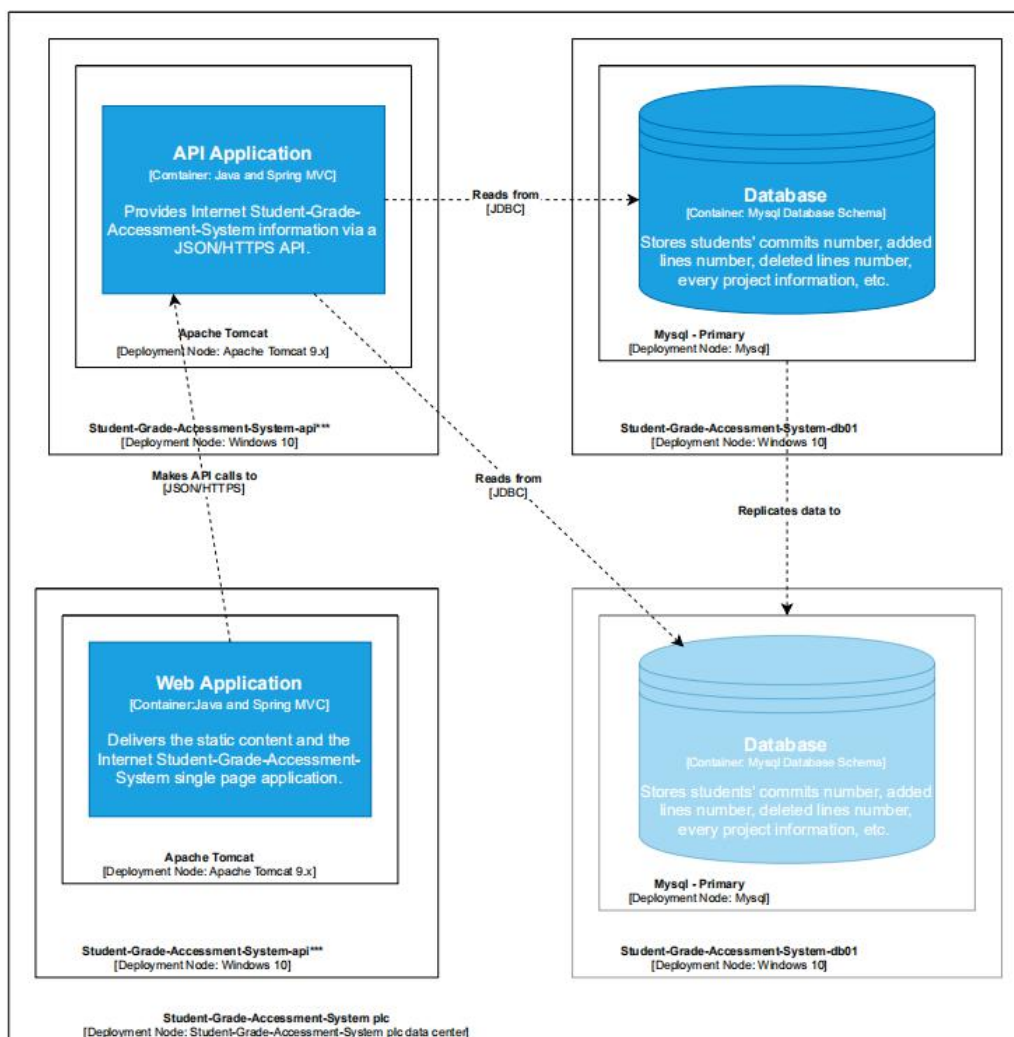 API Application
[Comtainer: Java and Spring MVC]
Provides Internet Student-Grade-
Accessment-System information via a
JSON/HTTPS API.
Apache Tomcat
[Deployment Node: Apache Tomcat 9.x]
Student-Grade-Accessment-System-api***
[Deployment Node: Windows 10]
Reads from
[JDBC]
Database
[Container: Mysql Database Schema]
Stores students' commits number, added
lines number, deleted lines number,
every project information, etc.
Mysql - Primary
[Deployment Node: Mysql]
Student-Grade-Accessment-System-db01
[Deployment Node: Windows 10]
Makes API calls to
[JSON/HTTPS]
Reads from
[JDBC]
Replicates data to
Web Application
[Container:Java and Spring MVC]
Delivers the static content and the
Internet Student-Grade-Accessment-
System single page application.
Apache Tomcat
[Deployment Node: Apache Tomcat 9.x]
Student-Grade-Accessment-System-api***
[Deployment Node: Windows 10]
Database
[Container: Mysql Database Schema]
Stores students' commits number, added
lines number, deleted lines number,
every project information, etc.
Mysql - Primary
[Deployment Node: Mysql]
Student-Grade-Accessment-System-db01
[Deployment Node: Windows 10]
Student-Grade-Accessment-System plc
[Deployment Node: Student-Grade-Accessment-System plc data center]